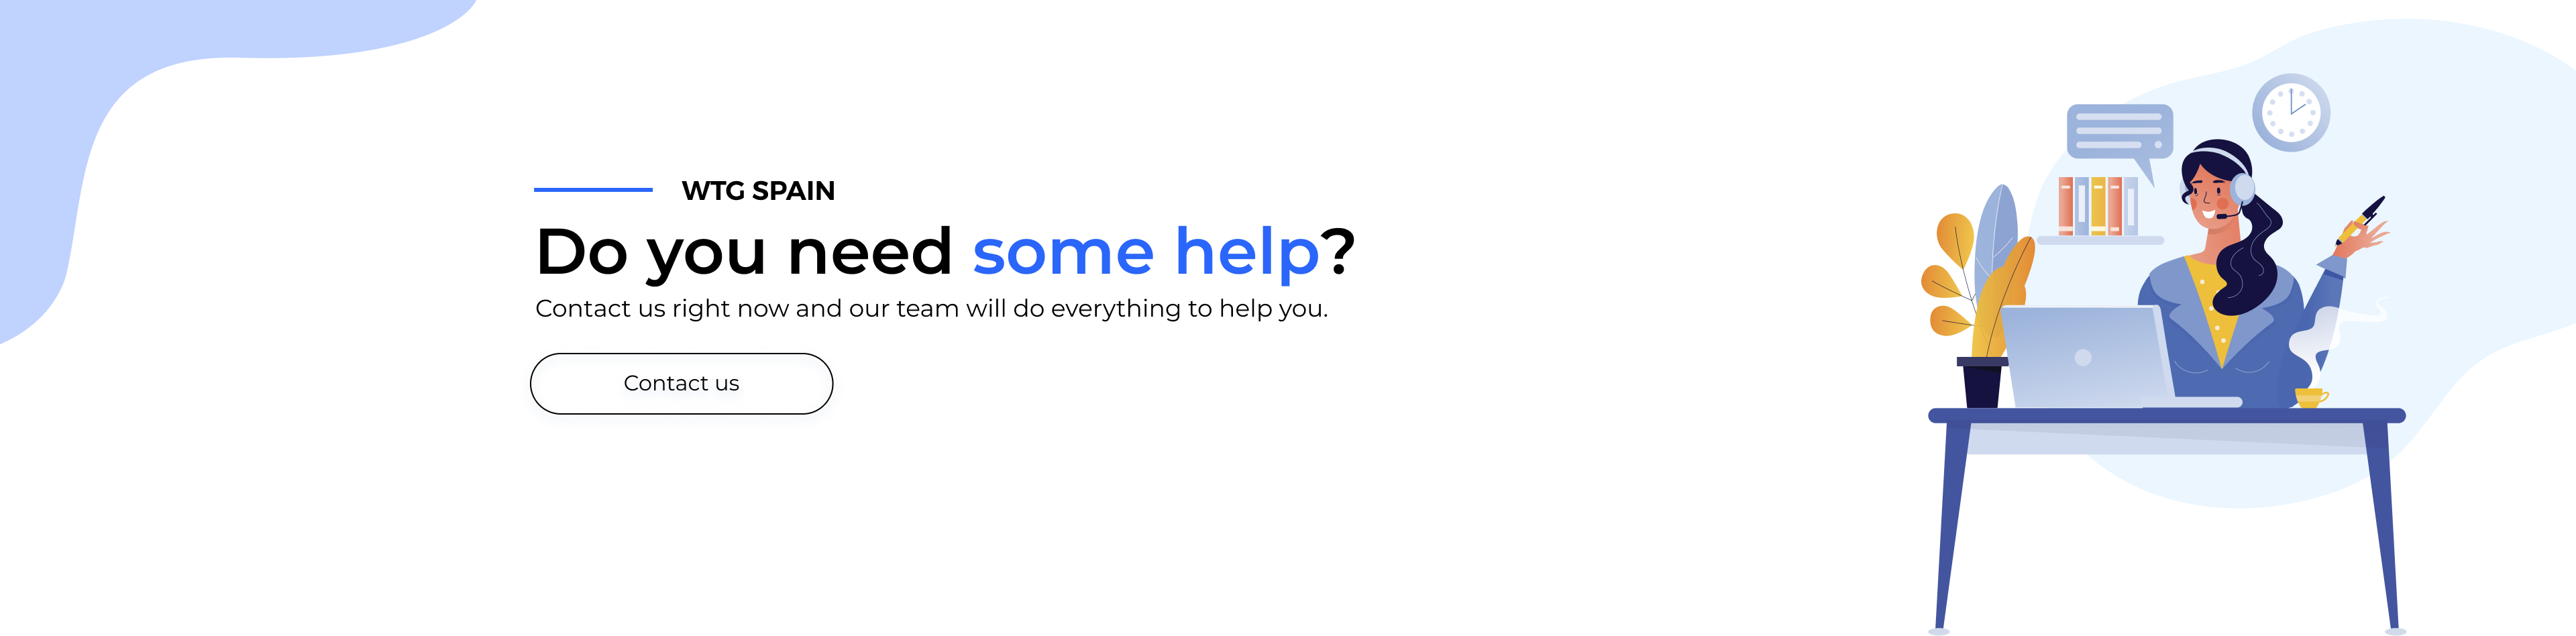 WTG SPAIN
Do you need some help?
Contact us right now and our team will do everything to help you.
Contact us